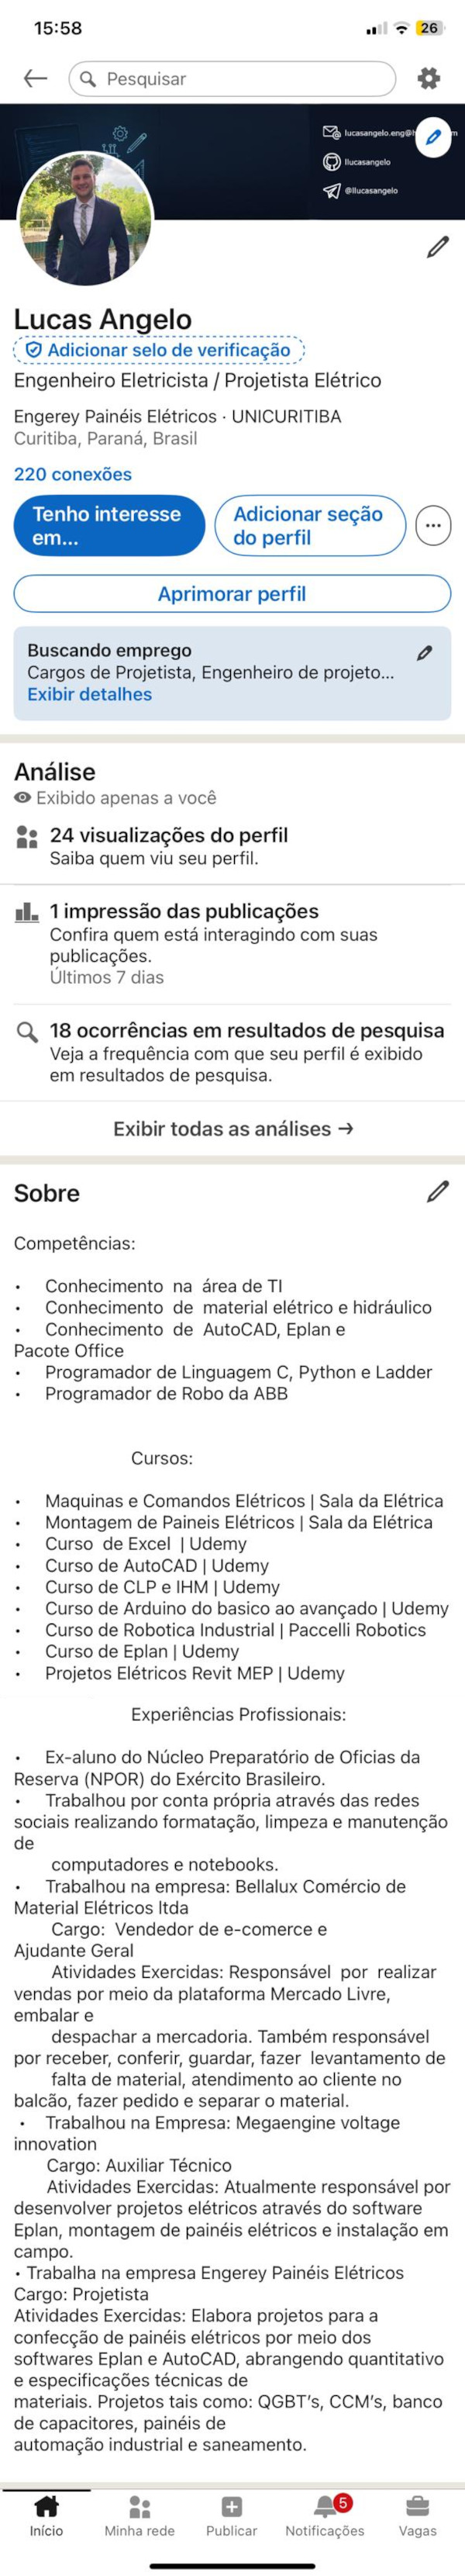 15:58
26
Pesquisar
lucasangelo.eng@h
m
llucasangelo
@llucasangelo
Lucas Angelo
Adicionar selo de verificação
Engenheiro Eletricista / Projetista Elétrico
Engerey Painéis Elétricos · UNICURITIBA
Curitiba, Paraná, Brasil
220 conexões
Tenho interesse
em...
Adicionar seção
do perfil
...
Aprimorar perfil
Buscando emprego
Cargos de Projetista, Engenheiro de projeto...
Exibir detalhes
Análise
Exibido apenas a você
24 visualizações do perfil
Saiba quem viu seu perfil.
1 impressão das publicações
Confira quem está interagindo com suas
publicações.
Últimos 7 dias
18 ocorrências em resultados de pesquisa
Veja a frequência com que seu perfil é exibido
em resultados de pesquisa.
Exibir todas as análises →
Sobre
Competências:
· Conhecimento na área de TI
· Conhecimento de material elétrico e hidráulico
· Conhecimento de AutoCAD, Eplan e
Pacote Office
· Programador de Linguagem C, Python e Ladder
· Programador de Robo da ABB
Cursos:
· Maquinas e Comandos Elétricos | Sala da Elétrica
· Montagem de Paineis Elétricos | Sala da Elétrica
· Curso de Excel | Udemy
· Curso de AutoCAD | Udemy
· Curso de CLP e IHM | Udemy
· Curso de Arduino do basico ao avançado | Udemy
· Curso de Robotica Industrial | Paccelli Robotics
· Curso de Eplan | Udemy
· Projetos Elétricos Revit MEP | Udemy
Experiências Profissionais:
· Ex-aluno do Núcleo Preparatório de Oficias da
Reserva (NPOR) do Exército Brasileiro.
· Trabalhou por conta própria através das redes
sociais realizando formatação, limpeza e manutenção
de
computadores e notebooks.
· Trabalhou na empresa: Bellalux Comércio de
Material Elétricos ltda
Cargo: Vendedor de e-comerce e
Ajudante Geral
Atividades Exercidas: Responsável por realizar
vendas por meio da plataforma Mercado Livre,
embalar e
despachar a mercadoria. Também responsável
por receber, conferir, guardar, fazer levantamento de
falta de material, atendimento ao cliente no
balcão, fazer pedido e separar o material.
· Trabalhou na Empresa: Megaengine voltage
innovation
Cargo: Auxiliar Técnico
Atividades Exercidas: Atualmente responsável por
desenvolver projetos elétricos através do software
Eplan, montagem de painéis elétricos e instalação em
campo.
• Trabalha na empresa Engerey Painéis Elétricos
Cargo: Projetista
Atividades Exercidas: Elabora projetos para a
confecção de painéis elétricos por meio dos
softwares Eplan e AutoCAD, abrangendo quantitativo
e especificações técnicas de
materiais. Projetos tais como: QGBT's, CCM's, banco
de capacitores, painéis de
automação industrial e saneamento.
5
Início
Minha rede
Publicar
Notificações
Vagas